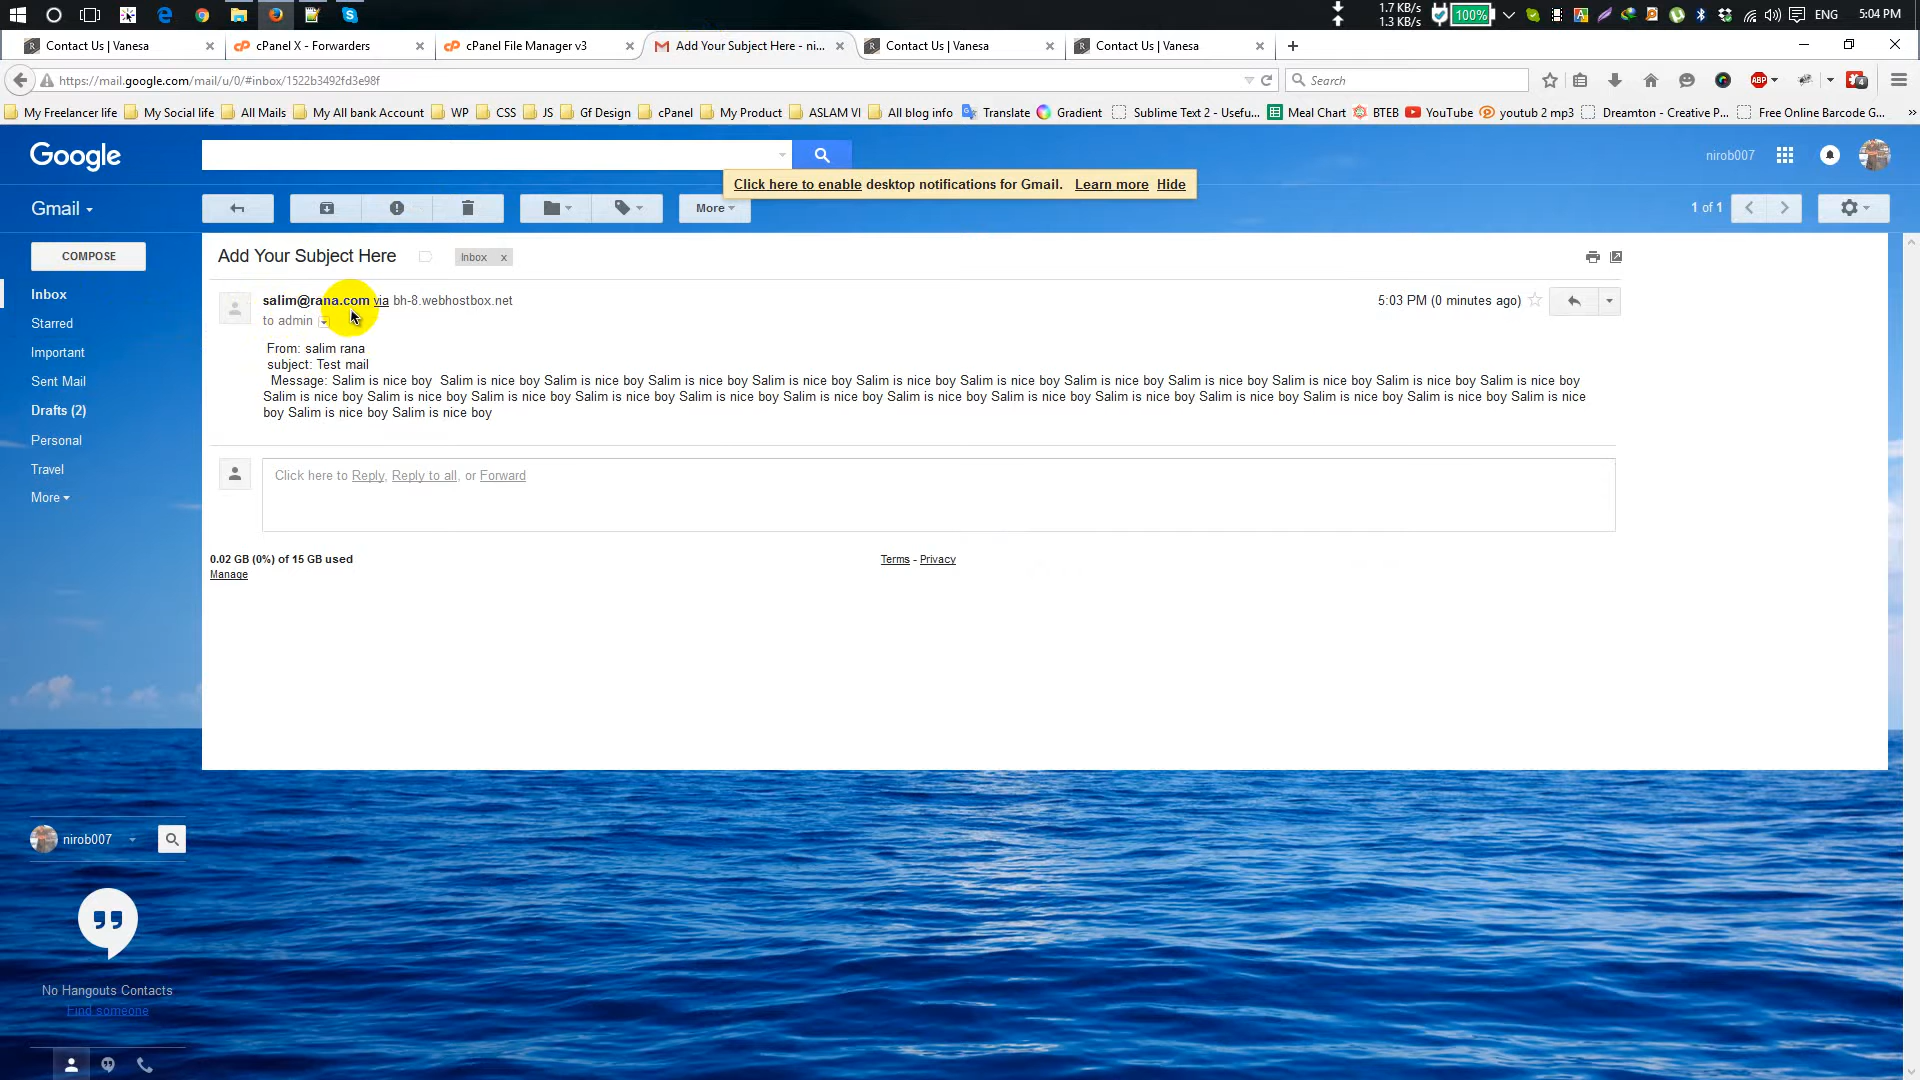 1.7 KB/s
1.3 KB/s
100%
ENG
5:04 PM
Contact Us | Vanesa
cPanel X - Forwarders
cPanel File Manager v3
Add Your Subject Here - ni...
Contact Us | Vanesa
Contact Us | Vanesa
https://mail.google.com/mail/u/0/#inbox/1522b3492fd3e98f
Search
ABP
4
My Freelancer life
My Social life
All Mails
My All bank Account
WP
CSS
JS
Gf Design
cPanel
My Product
ASLAM VI
All blog info
Translate
Gradient
Sublime Text 2 - Usefu...
Meal Chart
BTEB
YouTube
youtub 2 mp3
Dreamton - Creative P...
Free Online Barcode G...
Google
nirob007
Click here to enable desktop notifications for Gmail. Learn more Hide
Gmail
More
1 of 1
COMPOSE
Inbox
Starred
Important
Sent Mail
Drafts (2)
Personal
Travel
More
Add Your Subject Here
Inbox x
salim@rana.com via bh-8.webhostbox.net
5:03 PM (0 minutes ago)
to admin
From: salim rana
subject: Test mail
Message: Salim is nice boy Salim is nice boy Salim is nice boy Salim is nice boy Salim is nice boy Salim is nice boy Salim is nice boy Salim is nice boy Salim is nice boy Salim is nice boy Salim is nice boy Salim is nice boy
Salim is nice boy Salim is nice boy Salim is nice boy Salim is nice boy Salim is nice boy Salim is nice boy Salim is nice boy Salim is nice boy Salim is nice boy Salim is nice boy Salim is nice boy Salim is nice boy Salim is nice
boy Salim is nice boy Salim is nice boy
Click here to Reply, Reply to all, or Forward
0.02 GB (0%) of 15 GB used
Manage
Terms - Privacy
nirob007
No Hangouts Contacts
Find someone